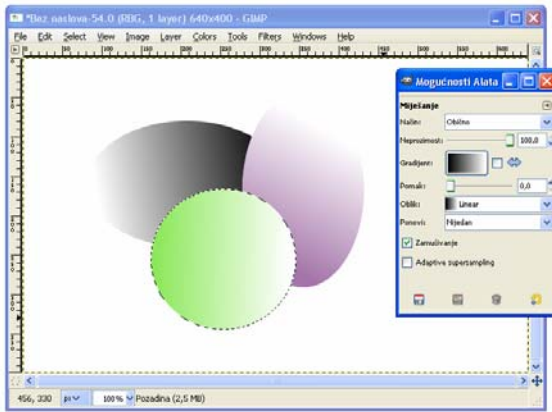 *Bez naslova-54.0 (RBG, 1 layer) 640x400 - GIMP
File Edit Select View Image Layer Colors Tools Filters Windows Help
Mogućnosti Alata
Miješanje
Način: Obično
Neprozirnost: 100,0
Gradijent:
Pomak: 0,0
Oblik: Linear
Ponovi: Nijedan
Zamućivanje
Adaptive supersampling
456, 330 px 100% Pozadina (2,5 MB)